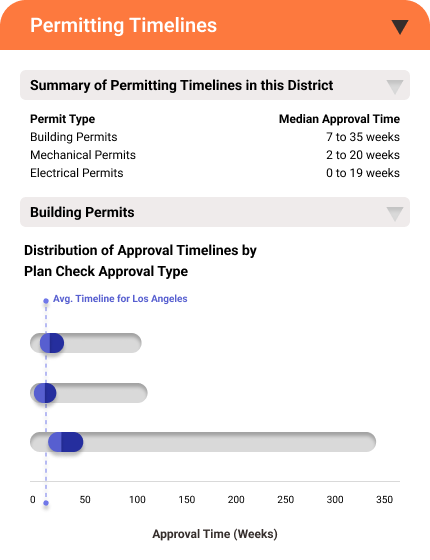 Permitting Timelines
Summary of Permitting Timelines in this District
Permit Type Median Approval Time
Building Permits 7 to 35 weeks
Mechanical Permits 2 to 20 weeks
Electrical Permits 0 to 19 weeks
Building Permits
Distribution of Approval Timelines by
Plan Check Approval Type
Avg. Timeline for Los Angeles
0 50 100 150 200 250 300 350
Approval Time (Weeks)